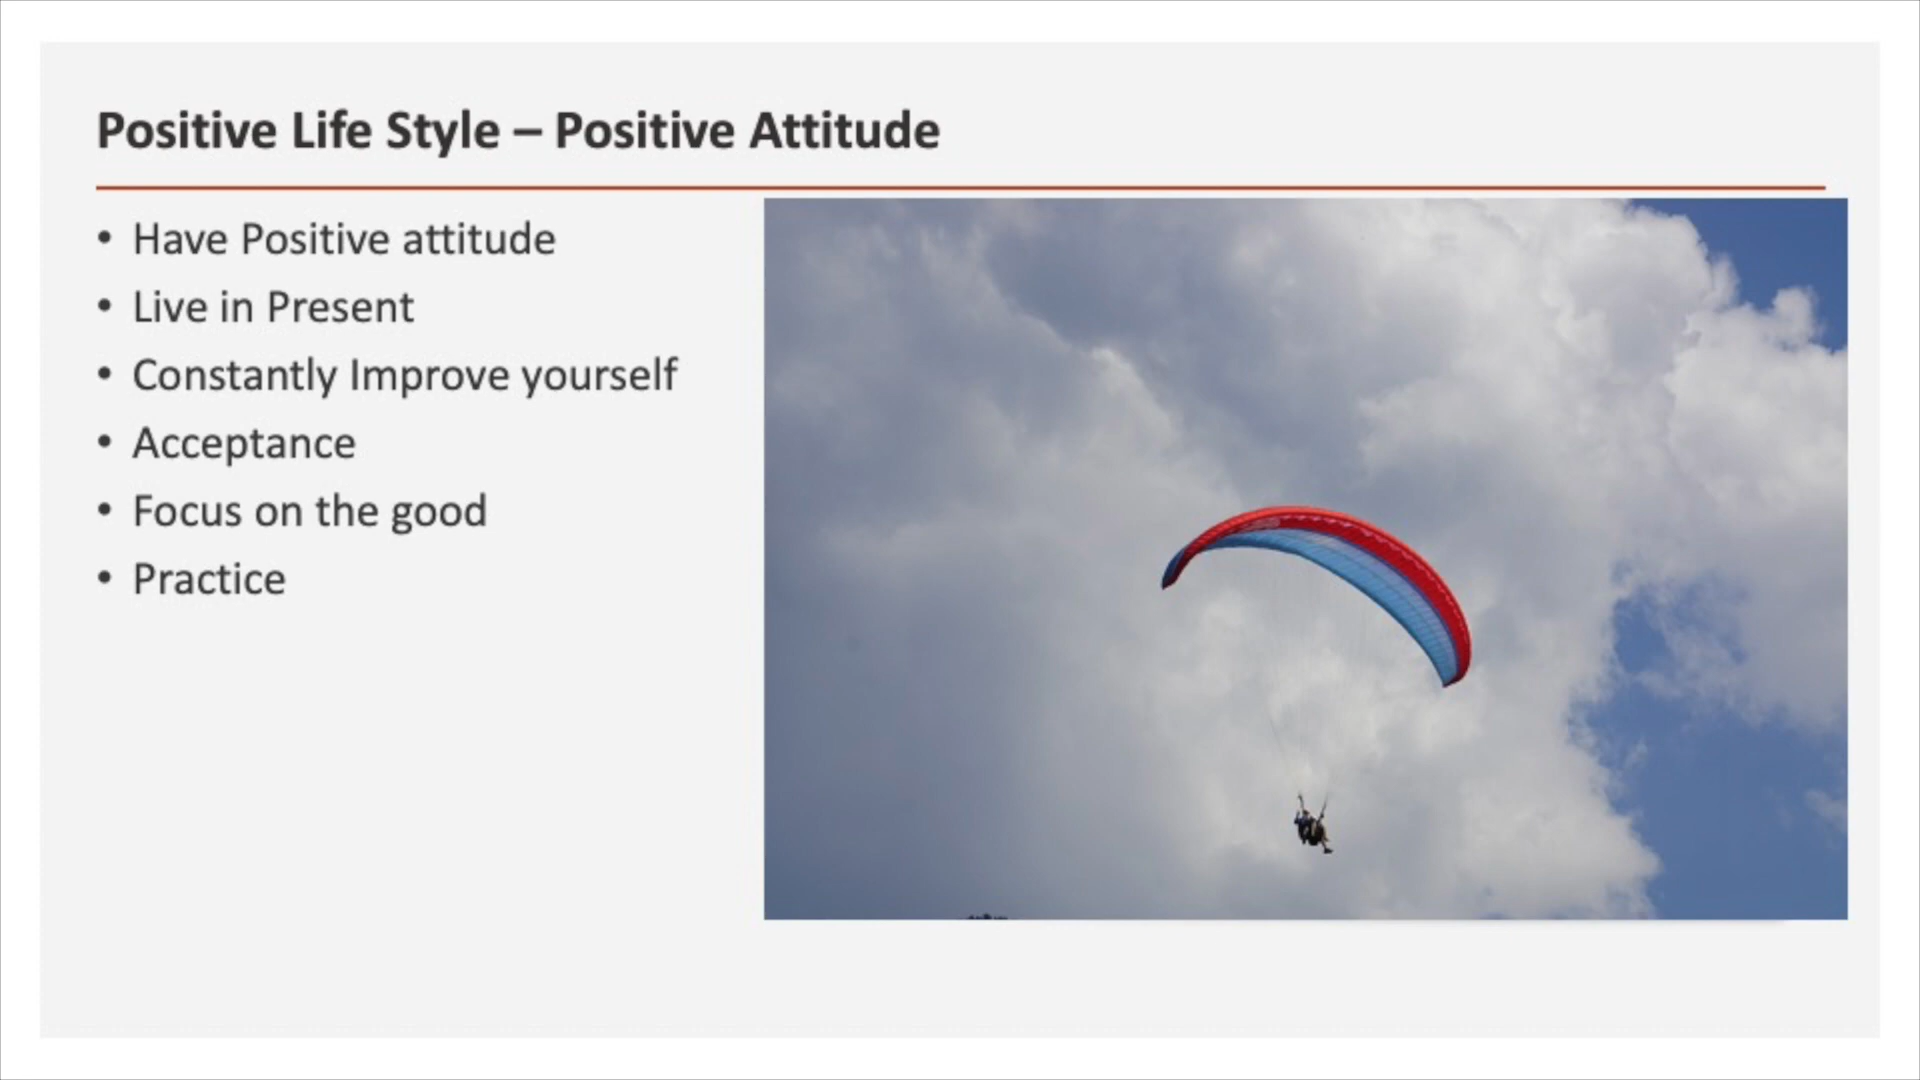 Positive Life Style – Positive Attitude
• Have Positive attitude
• Live in Present
• Constantly Improve yourself
• Acceptance
• Focus on the good
• Practice